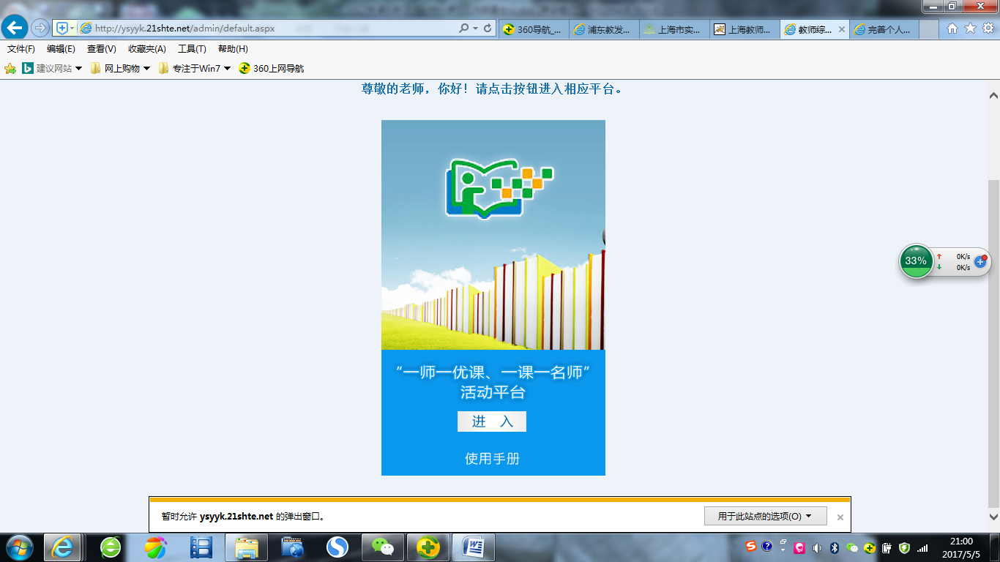 http://ysyyk.21shte.net/admin/default.aspx
360导航_...
浦东教发...
上海市实...
上海教师...
教师综...
完善个人...
文件(F) 编辑(E) 查看(V) 收藏夹(A) 工具(T) 帮助(H)
建议网站 网上购物 专注于Win7 360上网导航
尊敬的老师，你好！请点击按钮进入相应平台。
33%
0K/s
0K/s
“一师一优课、一课一名师”
活动平台
进 入
使用手册
暂时允许 ysyyk.21shte.net 的弹出窗口。
用于此站点的选项(O)
21:00
2017/5/5